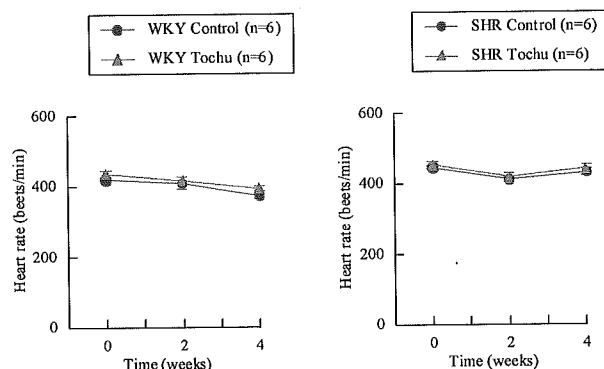 WKY Control (n=6)
WKY Tochu (n=6)
600
400
200
0
Heart rate (beets/min)
0
2
4
Time (weeks)
SHR Control (n=6)
SHR Tochu (n=6)
600
400
200
0
Heart rate (beets/min)
0
2
4
Time (weeks)